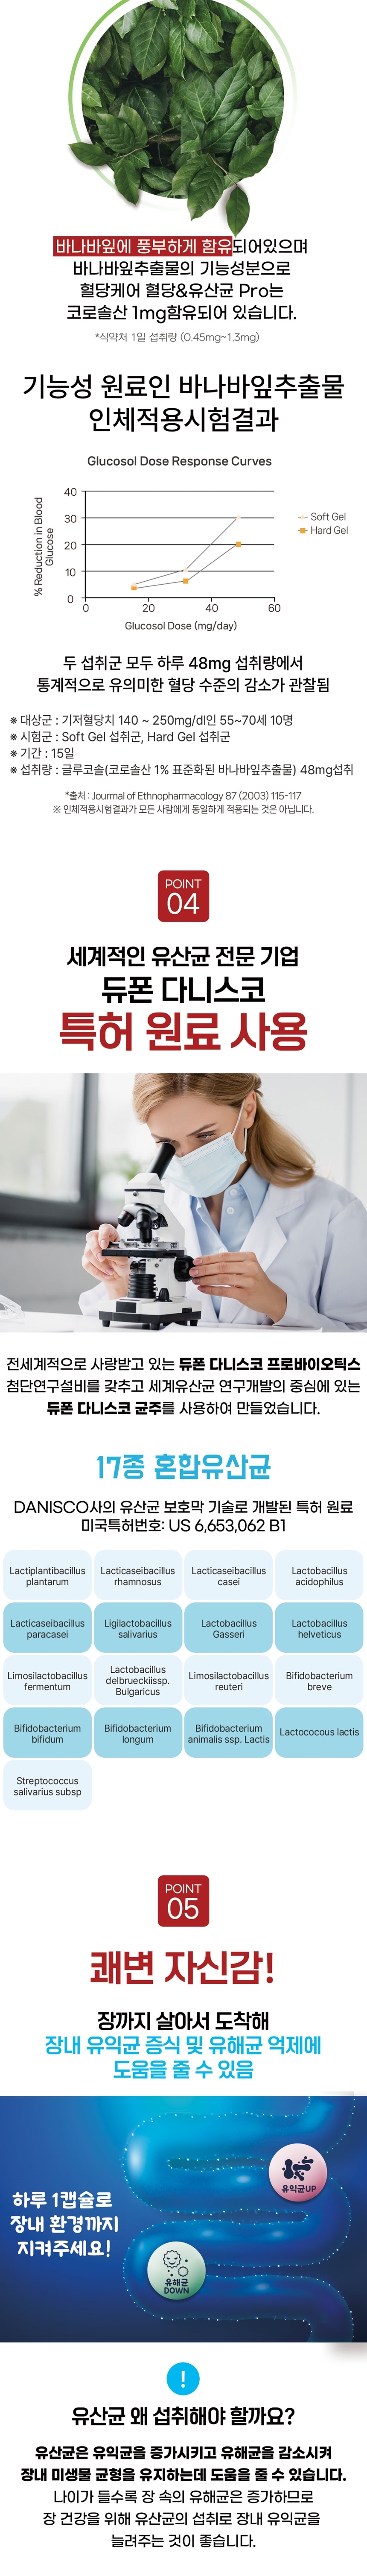 바나바잎에 풍부하게 함유되어있으며
바나바잎추출물의 기능성분으로
혈당케어 혈당&유산균 Pro는
코로솔산 1mg함유되어 있습니다.
*식약처 1일 섭취량 (0.45mg~1.3mg)
기능성 원료인 바나바잎추출물
인체적용시험결과
Glucosol Dose Response Curves
% Reduction in Blood
Glucose
40
30
20
10
0
0 20 40 60
Glucosol Dose (mg/day)
Soft Gel
Hard Gel
두 섭취군 모두 하루 48mg 섭취량에서
통계적으로 유의미한 혈당 수준의 감소가 관찰됨
※ 대상군 : 기저혈당치 140 ~ 250mg/dl인 55~70세 10명
※ 시험군 : Soft Gel 섭취군, Hard Gel 섭취군
※ 기간 : 15일
※ 섭취량 : 글루코솔(코로솔산 1% 표준화된 바나바잎추출물) 48mg섭취
*출처 : Jourmal of Ethnopharmacology 87 (2003) 115-117
※ 인체적용시험결과가 모든 사람에게 동일하게 적용되는 것은 아닙니다.
POINT
04
세계적인 유산균 전문 기업
듀폰 다니스코
특허 원료 사용
전세계적으로 사랑받고 있는 듀폰 다니스코 프로바이오틱스
첨단연구설비를 갖추고 세계유산균 연구개발의 중심에 있는
듀폰 다니스코 균주를 사용하여 만들었습니다.
17종 혼합유산균
DANISCO사의 유산균 보호막 기술로 개발된 특허 원료
미국특허번호: US 6,653,062 B1
Lactiplantibacillus
plantarum
Lacticaseibacillus
rhamnosus
Lacticaseibacillus
casei
Lactobacillus
acidophilus
Lacticaseibacillus
paracasei
Ligilactobacillus
salivarius
Lactobacillus
Gasseri
Lactobacillus
helveticus
Limosilactobacillus
fermentum
Lactobacillus
delbrueckiissp.
Bulgaricus
Limosilactobacillus
reuteri
Bifidobacterium
breve
Bifidobacterium
bifidum
Bifidobacterium
longum
Bifidobacterium
animalis ssp. Lactis
Lactococous lactis
Streptococcus
salivarius subsp
POINT
05
쾌변 자신감!
장까지 살아서 도착해
장내 유익균 증식 및 유해균 억제에
도움을 줄 수 있음
유익균UP
하루 1캡슐로
장내 환경까지
지켜주세요!
유해균
DOWN
!
유산균 왜 섭취해야 할까요?
유산균은 유익균을 증가시키고 유해균을 감소시켜
장내 미생물 균형을 유지하는데 도움을 줄 수 있습니다.
나이가 들수록 장 속의 유해균은 증가하므로
장 건강을 위해 유산균의 섭취로 장내 유익균을
늘려주는 것이 좋습니다.